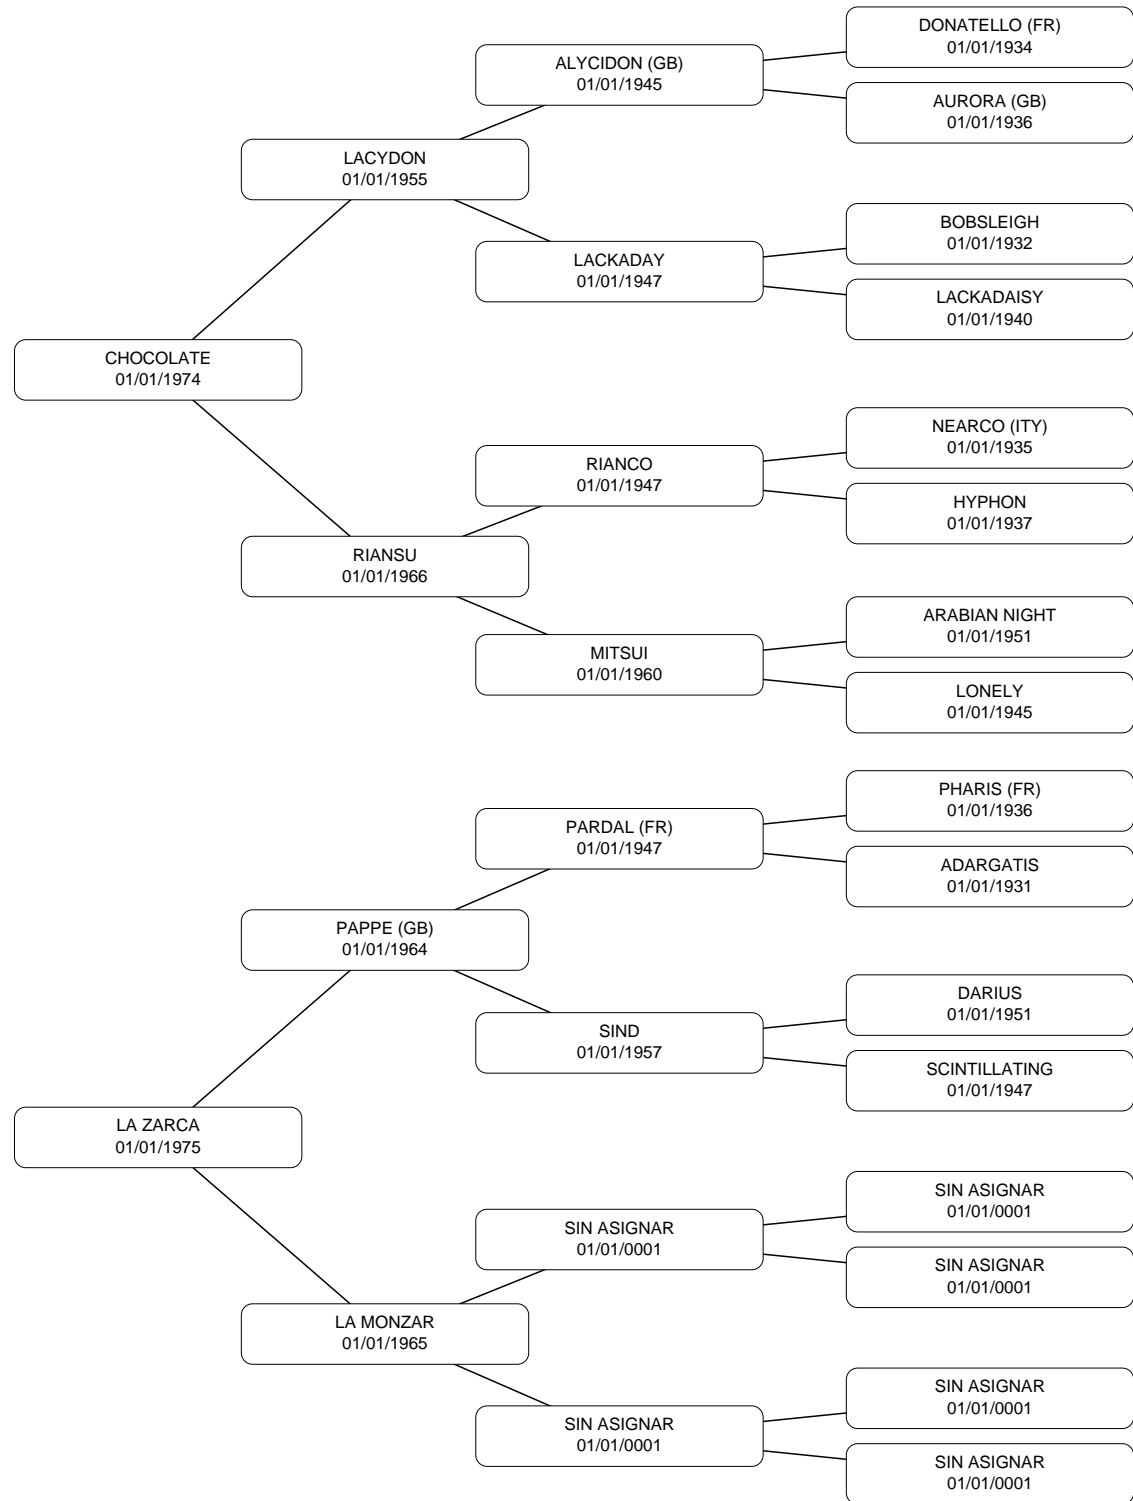 DONATELLO (FR)
01/01/1934
ALYCIDON (GB)
01/01/1945
AURORA (GB)
01/01/1936
LACYDON
01/01/1955
BOBSLEIGH
01/01/1932
LACKADAY
01/01/1947
LACKADAISY
01/01/1940
CHOCOLATE
01/01/1974
NEARCO (ITY)
01/01/1935
RIANCO
01/01/1947
HYPHON
01/01/1937
RIANSU
01/01/1966
ARABIAN NIGHT
01/01/1951
MITSUI
01/01/1960
LONELY
01/01/1945
PHARIS (FR)
01/01/1936
PARDAL (FR)
01/01/1947
ADARGATIS
01/01/1931
PAPPE (GB)
01/01/1964
DARIUS
01/01/1951
SIND
01/01/1957
SCINTILLATING
01/01/1947
LA ZARCA
01/01/1975
SIN ASIGNAR
01/01/0001
SIN ASIGNAR
01/01/0001
SIN ASIGNAR
01/01/0001
LA MONZAR
01/01/1965
SIN ASIGNAR
01/01/0001
SIN ASIGNAR
01/01/0001
SIN ASIGNAR
01/01/0001